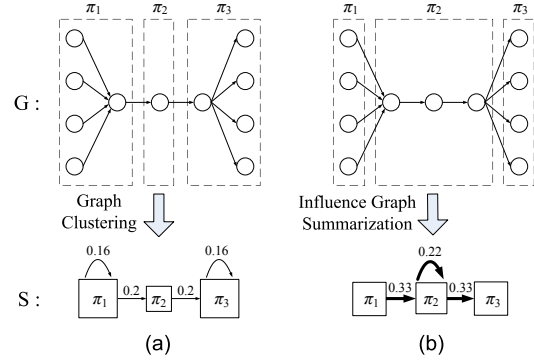 π1 π2 π3 π1 π2 π3
G :
Graph Clustering
Influence Graph Summarization
0.16 0.16 0.22
S : π1 0.2 π2 0.2 π3 π1 0.33 π2 0.33 π3
(a) (b)